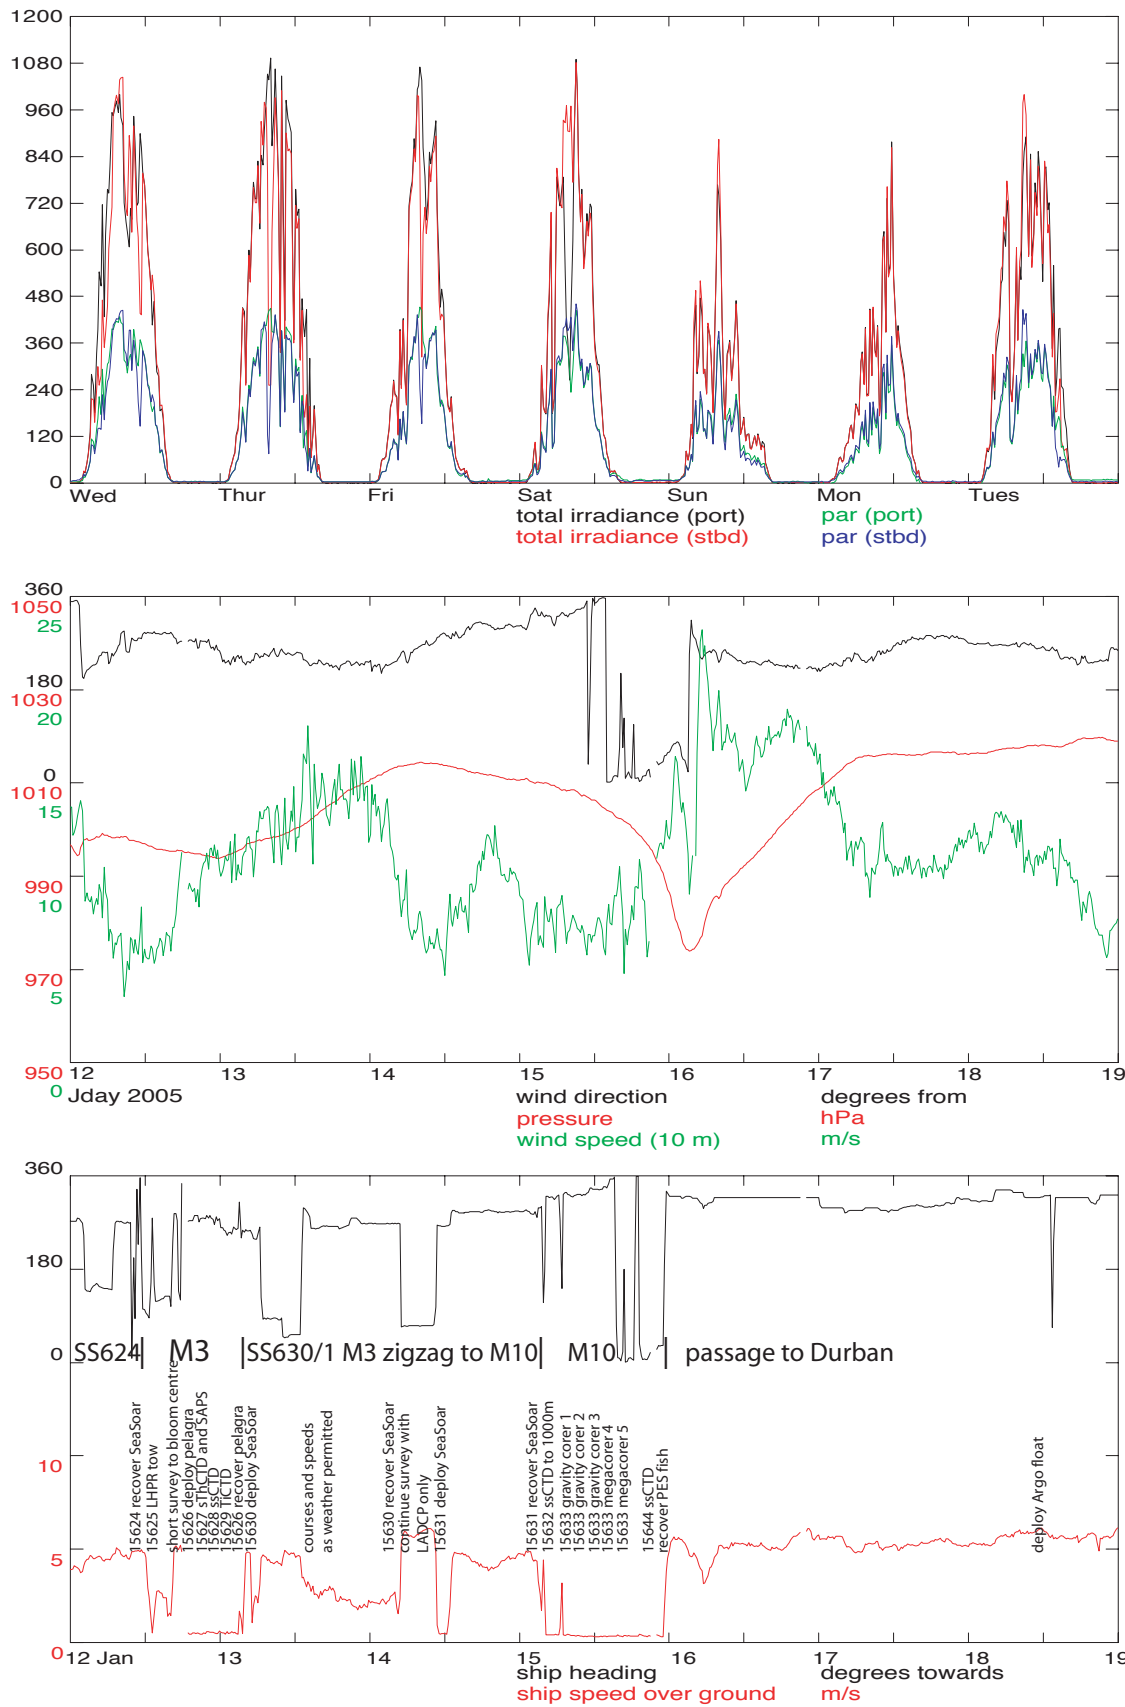 1200
1080
960
840
720
600
480
360
240
120
0
Wed Thur Fri Sat Sun Mon Tues
total irradiance (port) par (port)
total irradiance (stbd) par (stbd)
360
1050
25
180
1030
20
0
1010
15
990
10
970
5
950
0
12 13 14 15 16 17 18 19
Jday 2005 wind direction degrees from
pressure hPa
wind speed (10 m) m/s
360
180
0
SS624 M3 SS630/1 M3 zigzag to M10 M10 passage to Durban
15624 recover SeaSoar
15625 LHPR tow
short survey to bloom centre
15626 deploy pelagra
15627 sThCTD and SAPS
15628 ssCTD
15629 TiCTD
15626 recover pelagra
15630 deploy SeaSoar
courses and speeds
as weather permitted
15630 recover SeaSoar
continue survey with
LADCP only
15631 deploy SeaSoar
15631 recover SeaSoar
15632 ssCTD to 1000m
15633 gravity corer 1
15633 gravity corer 2
15633 gravity corer 3
15633 megacorer 4
15633 megacorer 5
15644 ssCTD
recover PES fish
deploy Argo float
10
5
0
12 Jan 13 14 15 16 17 18 19
ship heading degrees towards
ship speed over ground m/s